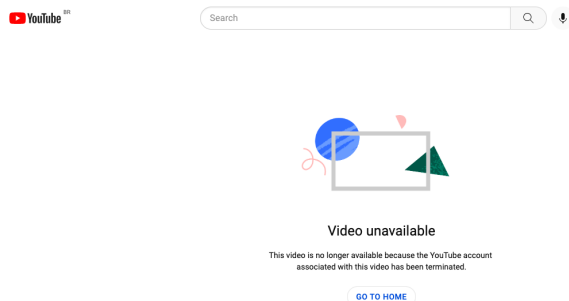 YouTube BR
Search
Video unavailable
This video is no longer available because the YouTube account
associated with this video has been terminated.
GO TO HOME